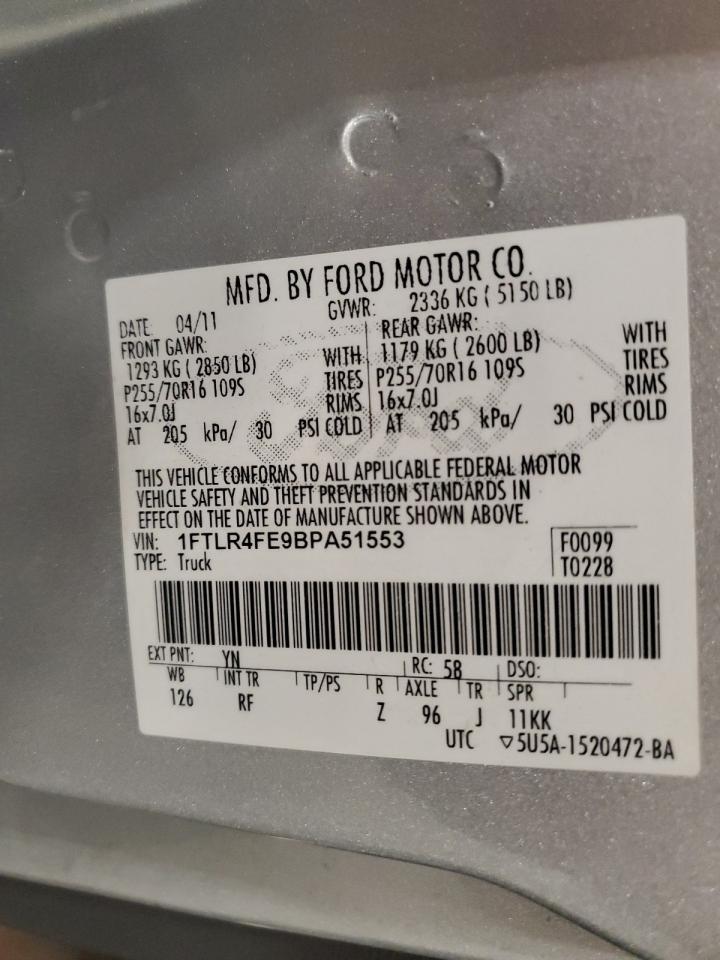 MFD. BY FORD MOTOR CO.
DATE 04/11 GVWR: 2336 KG ( 5150 LB)
FRONT GAWR: REAR GAWR:
1293 KG ( 2850 LB) WITH 1179 KG ( 2600 LB) WITH
P255/70R16 109S TIRES P255/70R16 109S TIRES
16x7.0J RIMS 16x7.0J RIMS
AT 205 kPa/ 30 PSI COLD AT 205 kPa/ 30 PSI COLD
THIS VEHICLE CONFORMS TO ALL APPLICABLE FEDERAL MOTOR
VEHICLE SAFETY AND THEFT PREVENTION STANDARDS IN
EFFECT ON THE DATE OF MANUFACTURE SHOWN ABOVE.
VIN: 1FTLR4FE9BPA51553 F0099
TYPE: Truck T0228
EXT PNT: YN RC: 58 DSO:
WB INT TR TP/PS R AXLE TR SPR
126 RF Z 96 J 11KK
UTC ▽5U5A-1520472-BA